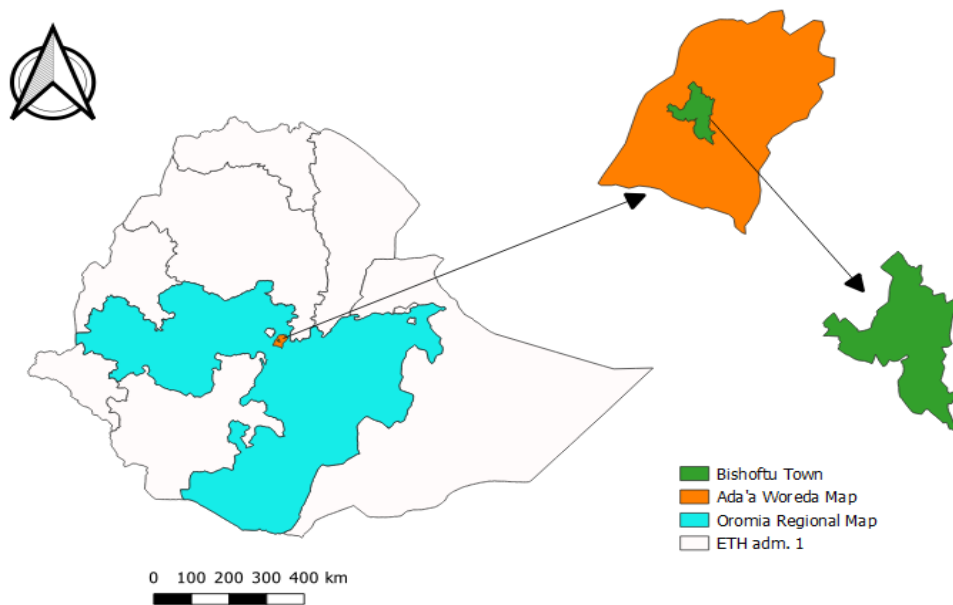 Bishoftu Town
Ada'a Woreda Map
Oromia Regional Map
ETH adm. 1
0 100 200 300 400 km